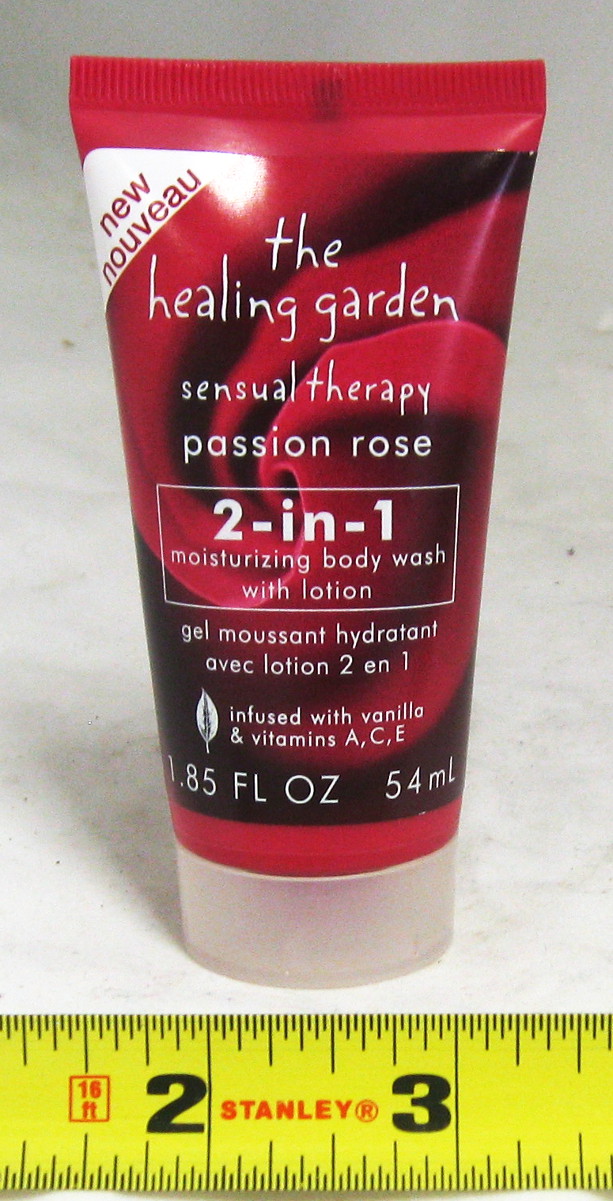 new
nouveau
the
healing garden
sensual therapy
passion rose
2-in-1
moisturizing body wash
with lotion
gel moussant hydratant
avec lotion 2 en 1
infused with vanilla
& vitamins A,C,E
1.85 FL OZ 54 mL
16
ft
2 STANLEY® 3